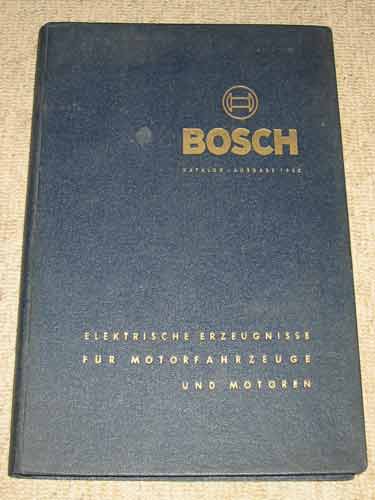 BOSCH
KATALOG - AUSGABE
ELEKTRISCHE ERZEUGNISSE
FÜR MOTORFAHRZEUGE
UND MOTOREN